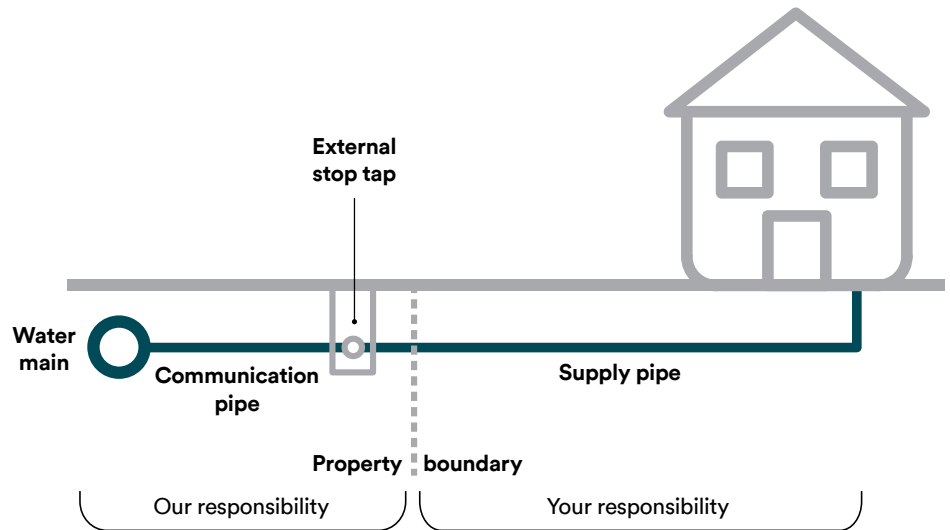 External
stop tap
Water
main
Communication
pipe
Supply pipe
Property boundary
Our responsibility
Your responsibility